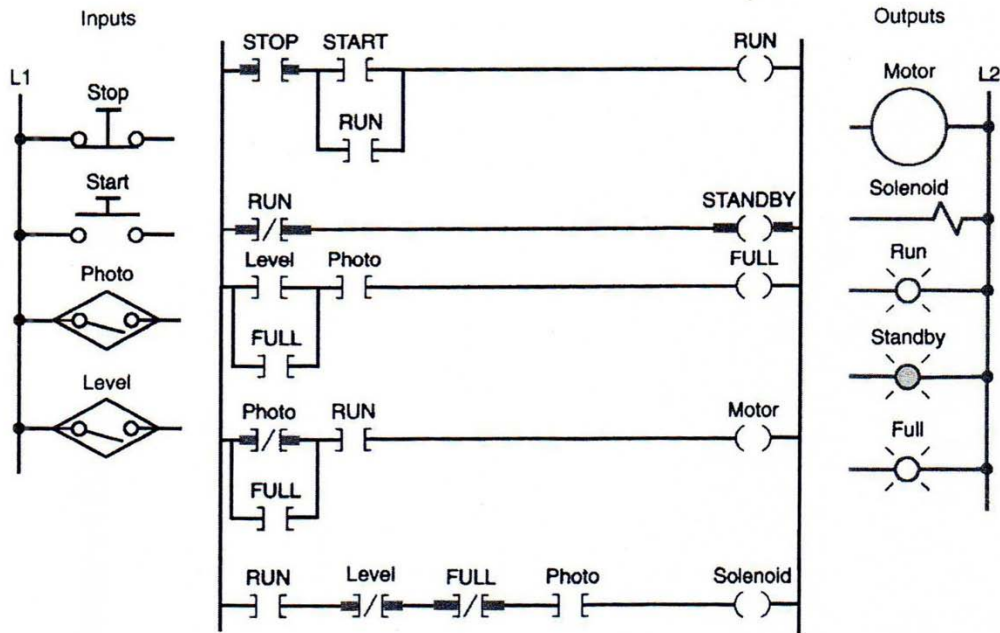 Inputs
L1
Stop
Start
Photo
Level
STOP START RUN
RUN
RUN STANDBY
Level Photo FULL
FULL
Photo RUN Motor
FULL
RUN Level FULL Photo Solenoid
Outputs
Motor L2
Solenoid
Run
Standby
Full